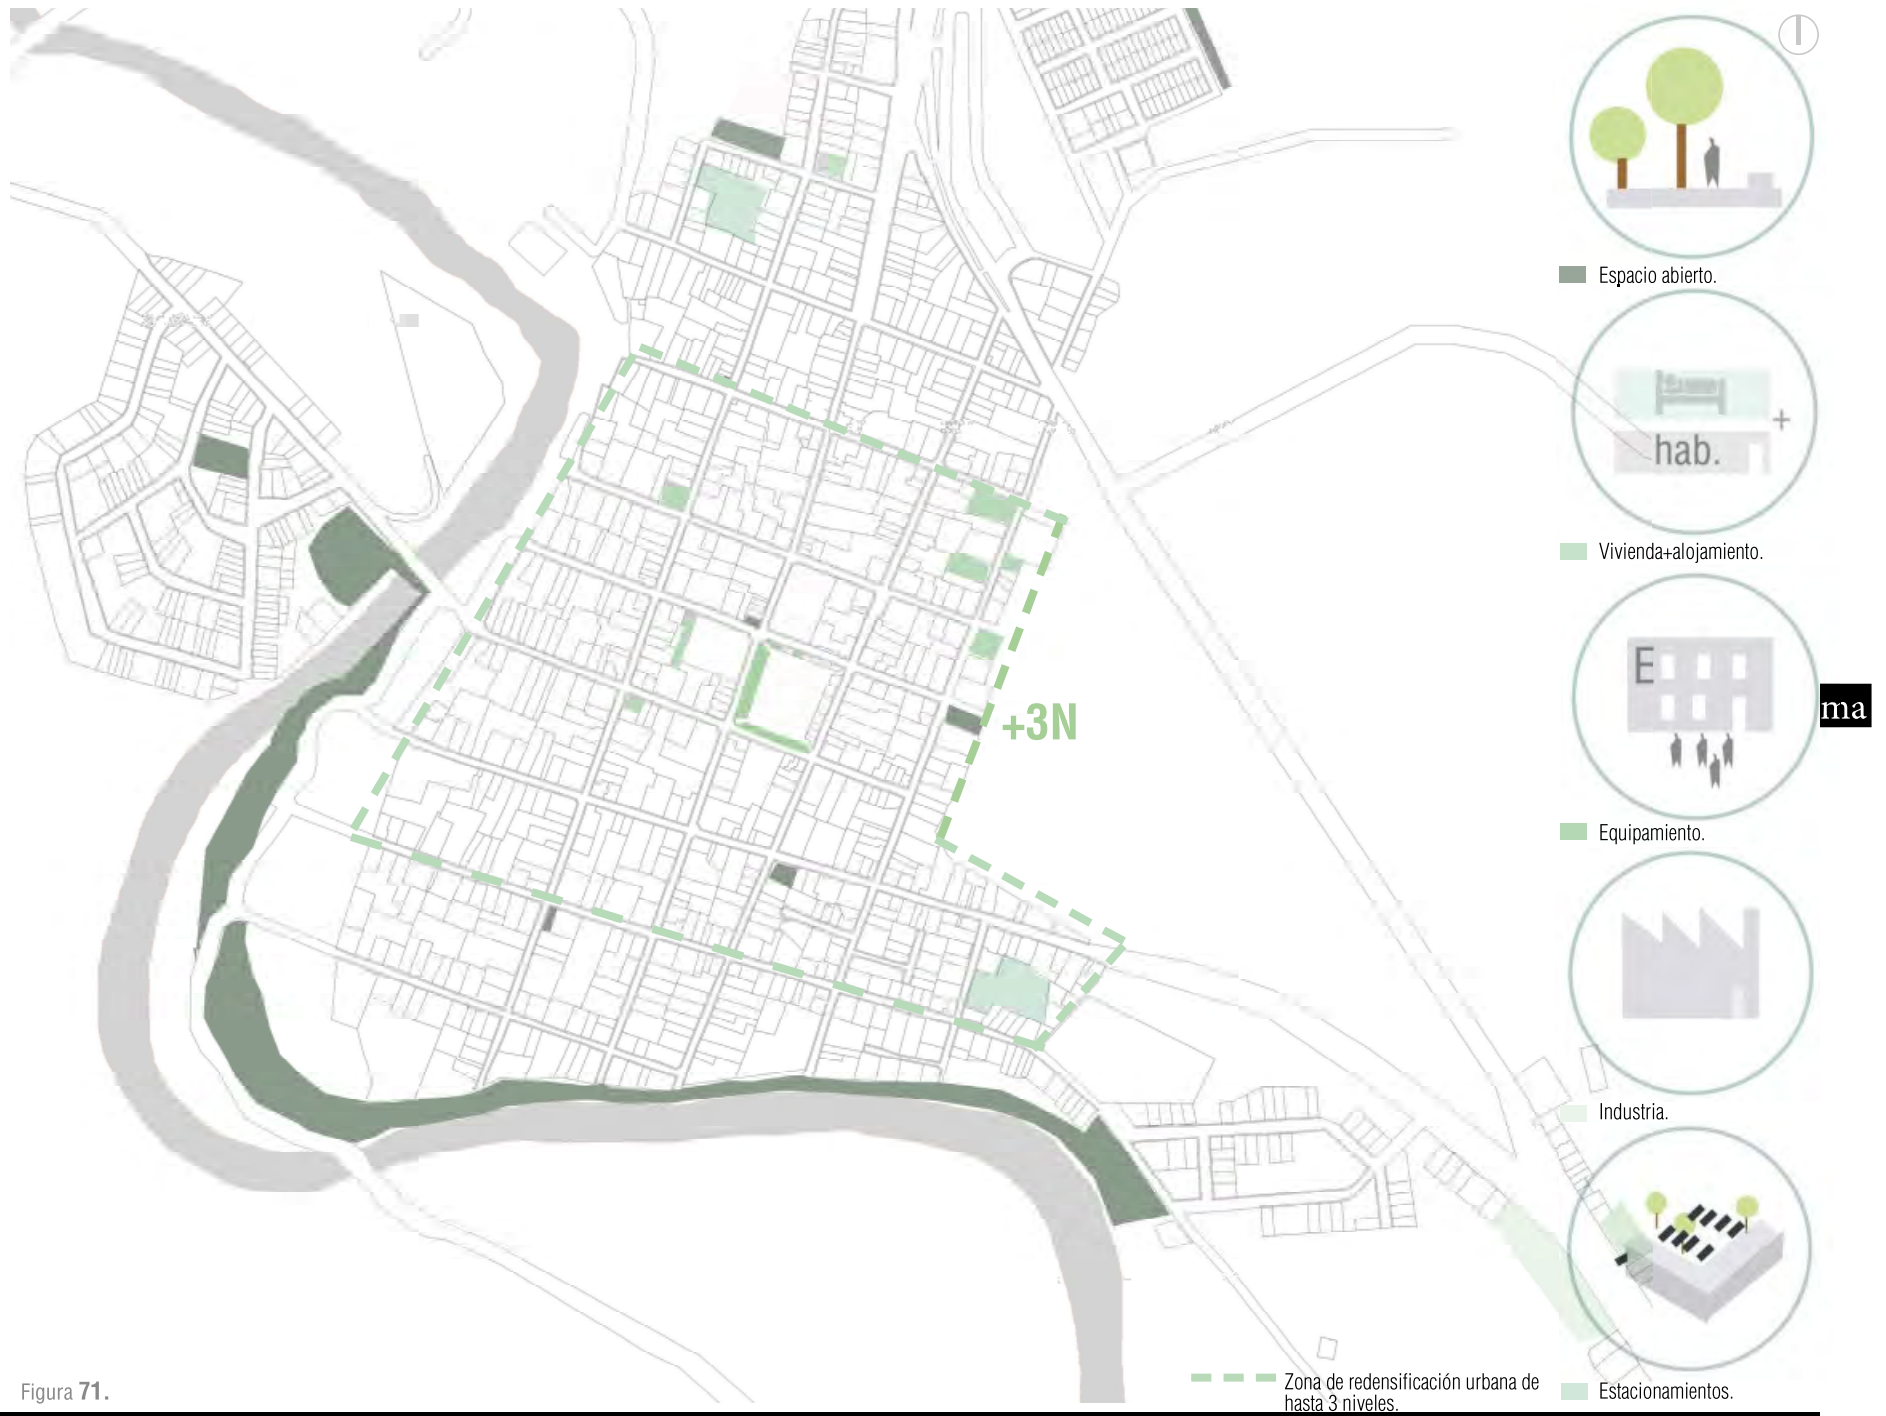 Espacio abierto.
hab.
+
Vivienda+alojamiento.
+3N
E
ma
Equipamiento.
Industria.
Figura 71.
Zona de redensificación urbana de
hasta 3 niveles.
Estacionamientos.